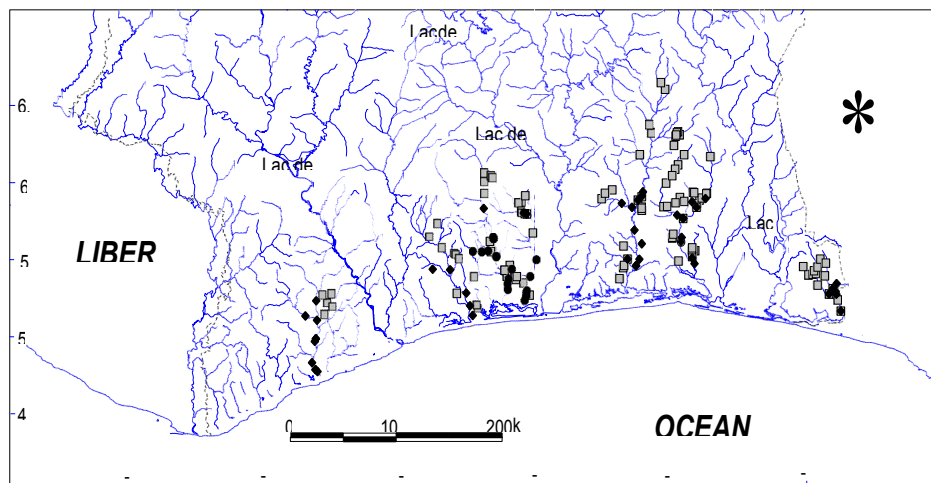 Lacde
6.
Lac de
Lac de
6.
Lac
LIBER
5
5
4
0 10 200k
OCEAN